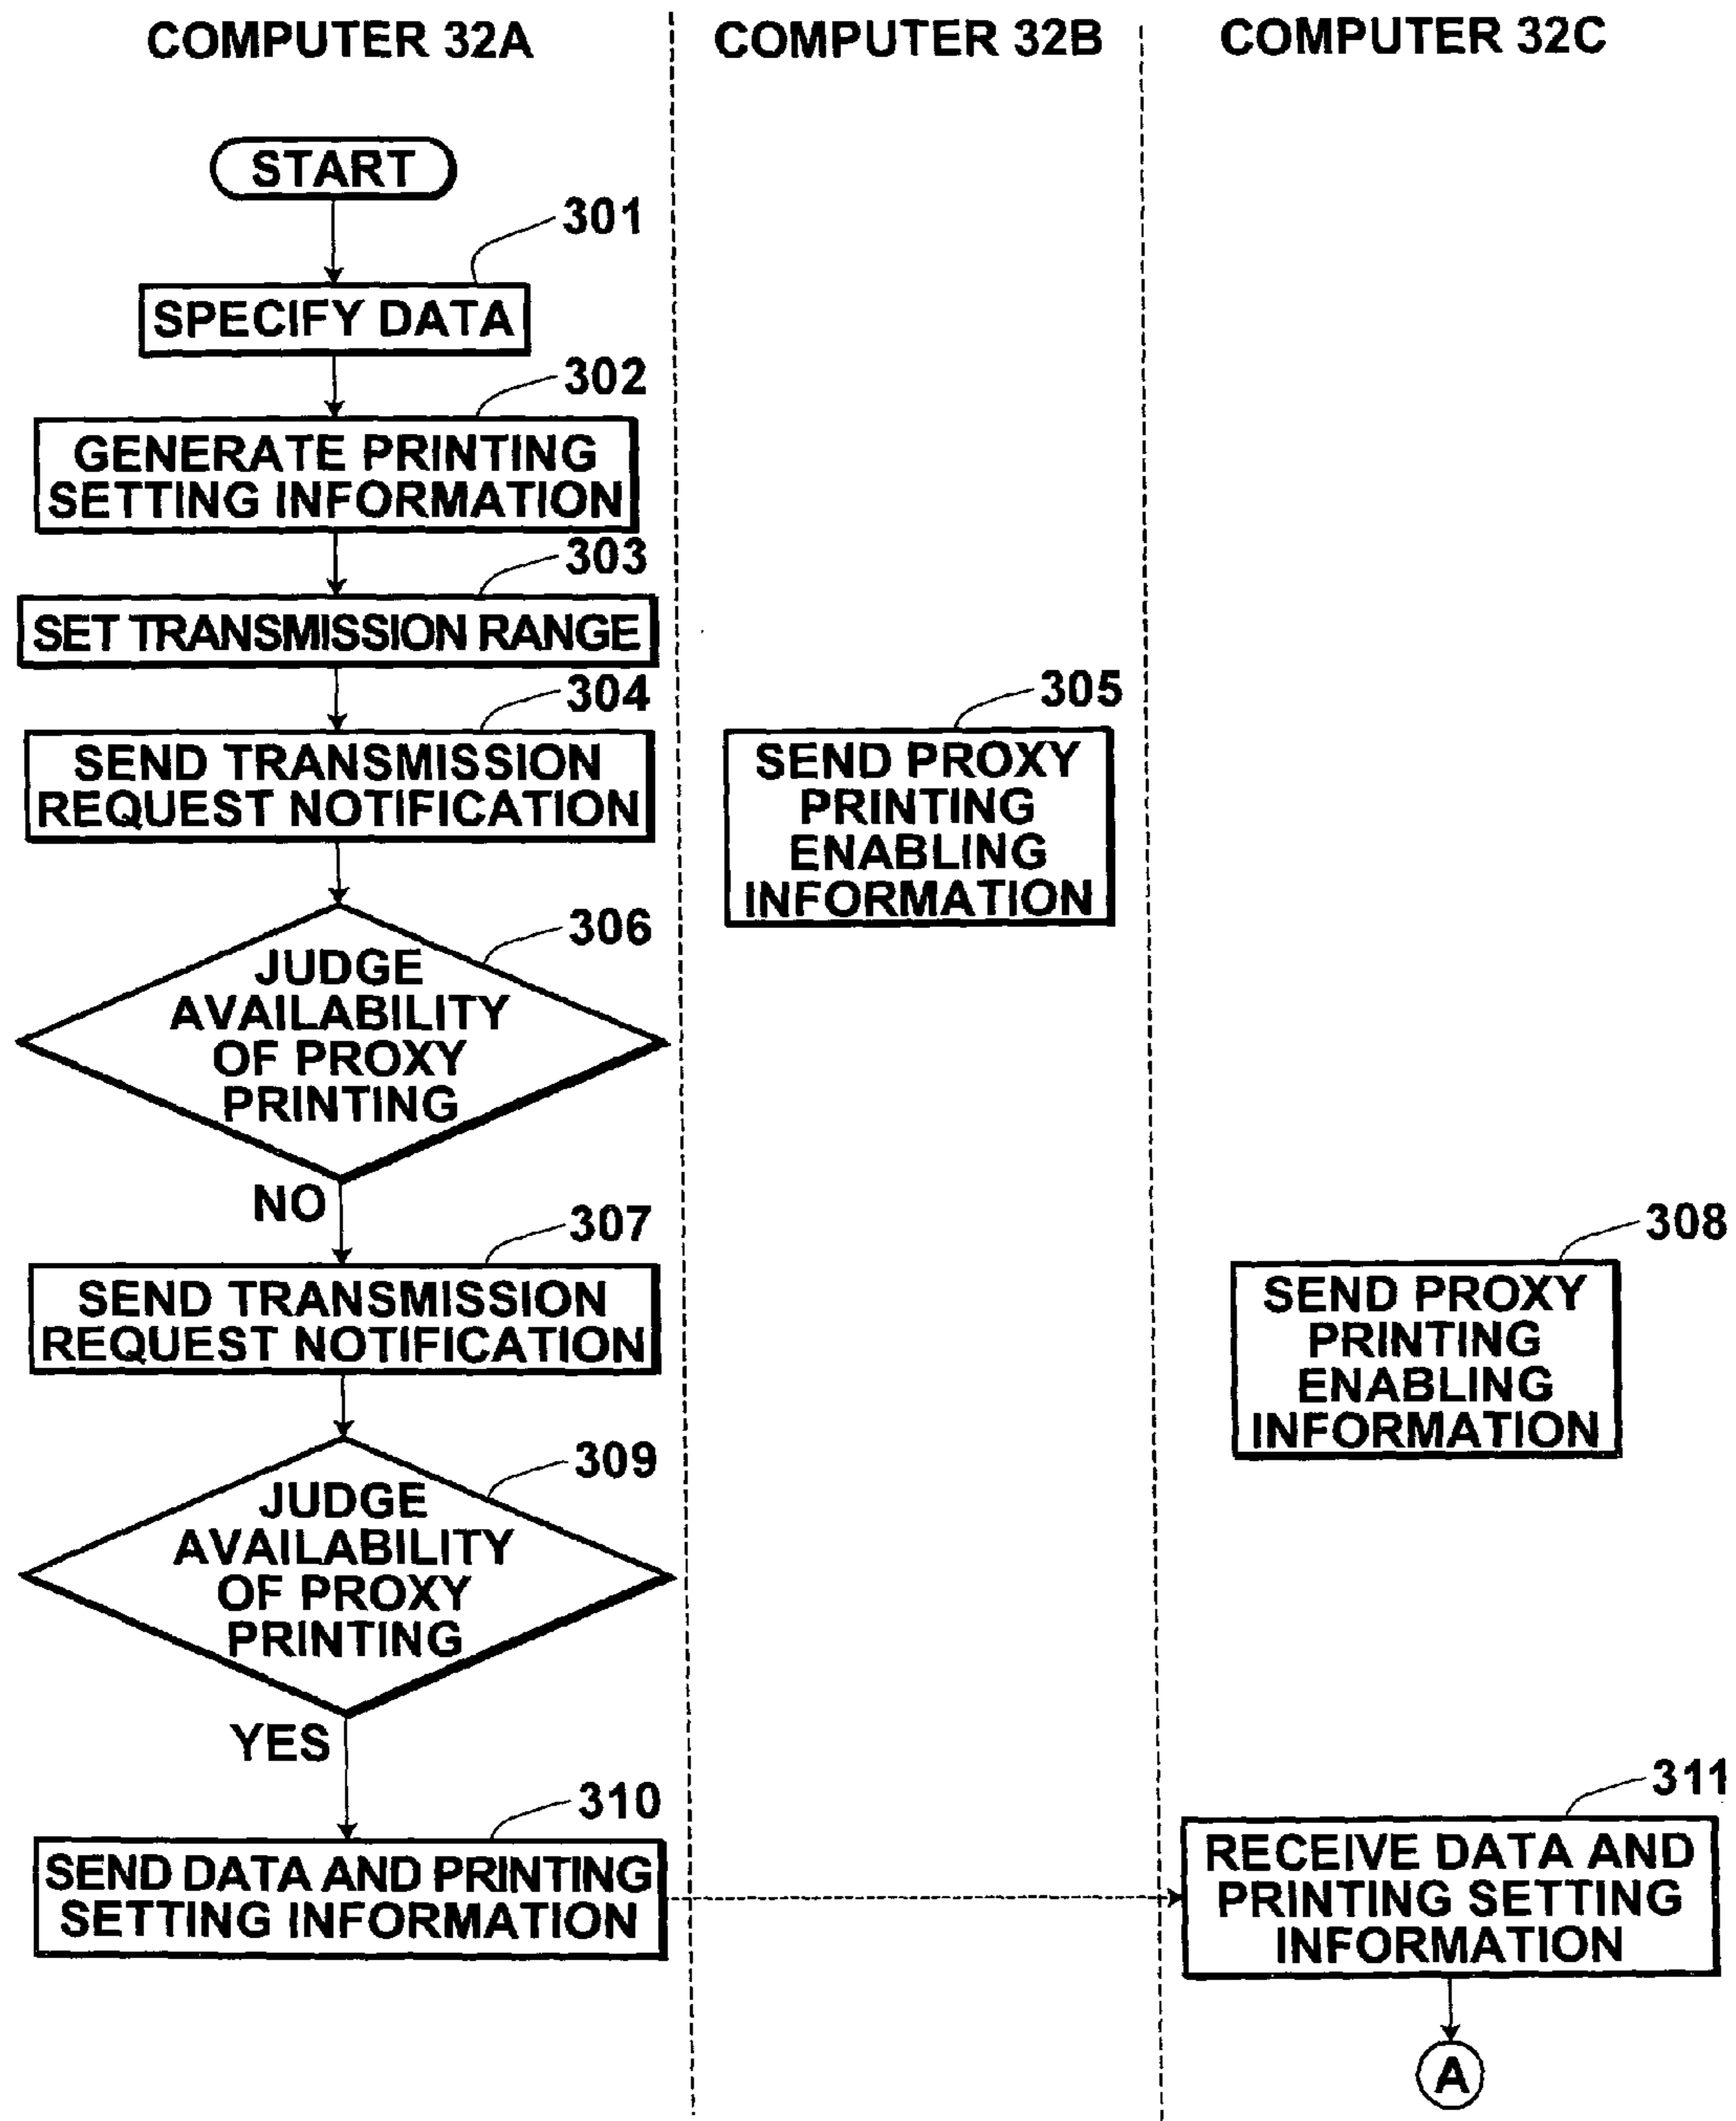 COMPUTER 32A
COMPUTER 32B
COMPUTER 32C
START
301
SPECIFY DATA
302
GENERATE PRINTING
SETTING INFORMATION
303
SET TRANSMISSION RANGE
304
SEND TRANSMISSION
REQUEST NOTIFICATION
305
SEND PROXY
PRINTING
ENABLING
INFORMATION
306
JUDGE
AVAILABILITY
OF PROXY
PRINTING
NO
307
SEND TRANSMISSION
REQUEST NOTIFICATION
308
SEND PROXY
PRINTING
ENABLING
INFORMATION
309
JUDGE
AVAILABILITY
OF PROXY
PRINTING
YES
310
SEND DATA AND PRINTING
SETTING INFORMATION
311
RECEIVE DATA AND
PRINTING SETTING
INFORMATION
A